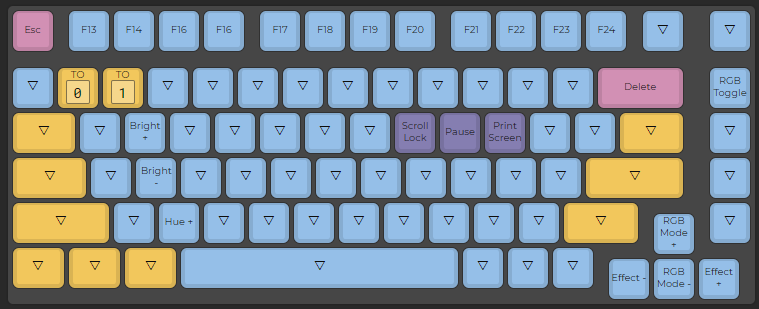 Esc F13 F14 F16 F16 F17 F18 F19 F20 F21 F22 F23 F24 ▽ ▽
▽ TO 0 TO 1 ▽ ▽ ▽ ▽ ▽ ▽ ▽ ▽ ▽ ▽ Delete RGB Toggle
▽ ▽ Bright + ▽ ▽ ▽ ▽ ▽ Scroll Lock Pause Print Screen ▽ ▽ ▽ ▽
▽ ▽ Bright - ▽ ▽ ▽ ▽ ▽ ▽ ▽ ▽ ▽ ▽ ▽
▽ ▽ Hue + ▽ ▽ ▽ ▽ ▽ ▽ ▽ ▽ ▽ RGB Mode + ▽
▽ ▽ ▽ ▽ ▽ ▽ ▽ Effect - RGB Mode - Effect +